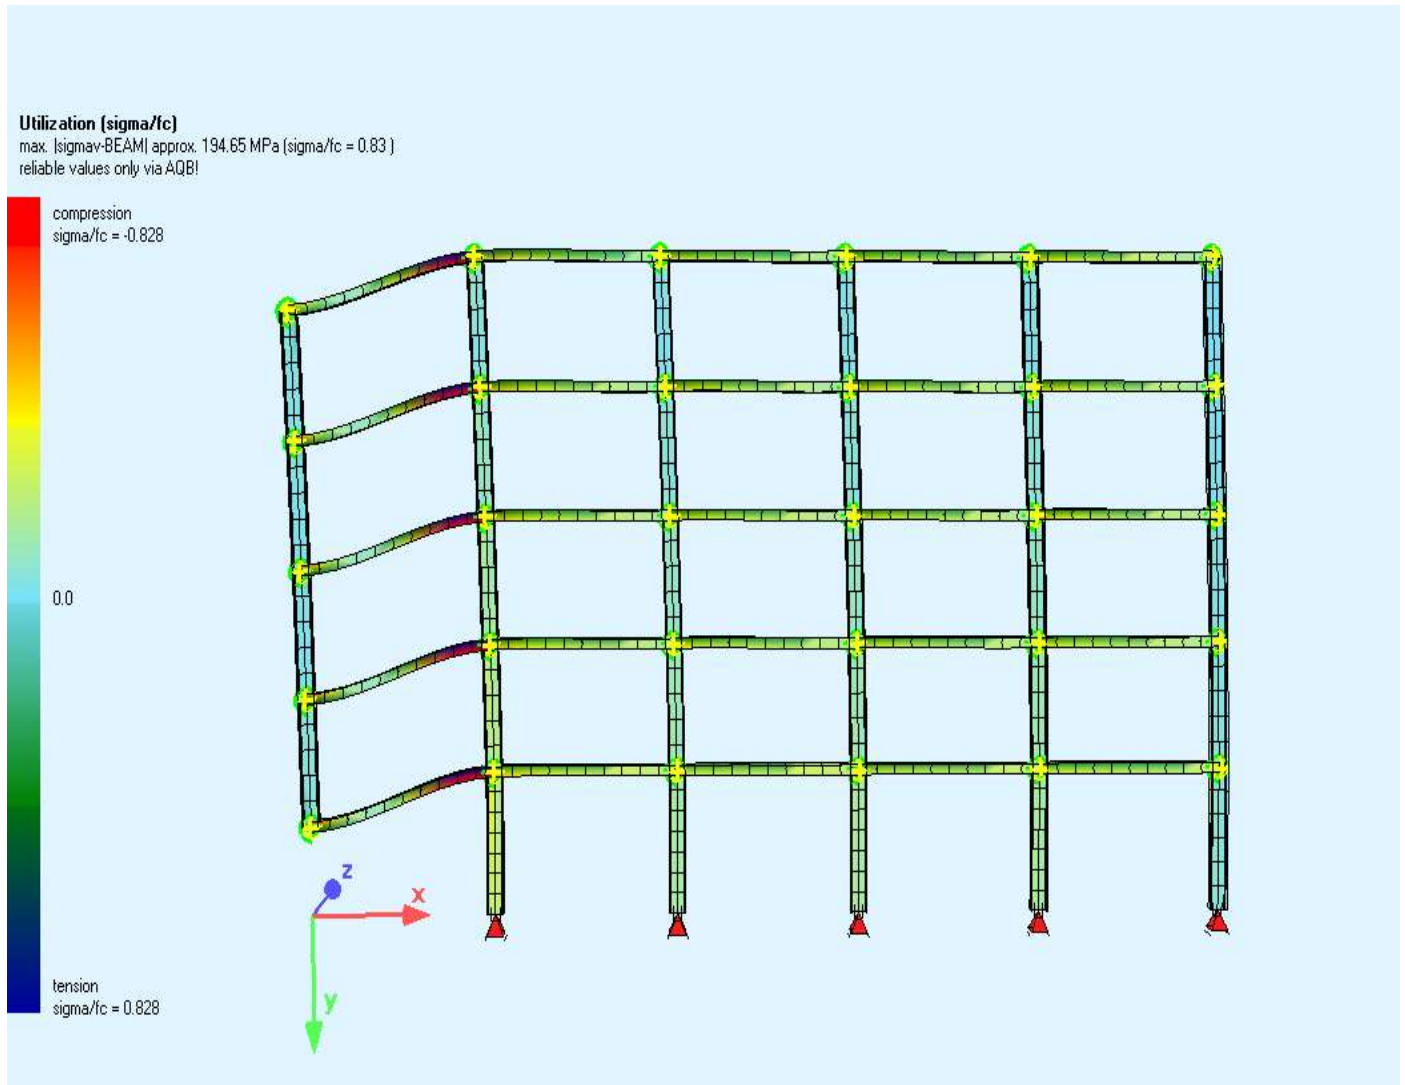 Utilization (sigma/fc)
max. |sigmav-BEAM| approx. 194.65 MPa (sigma/fc = 0.83 )
reliable values only via AQB!
compression
sigma/fc = -0.828
0.0
tension
sigma/fc = 0.828
z
x
y